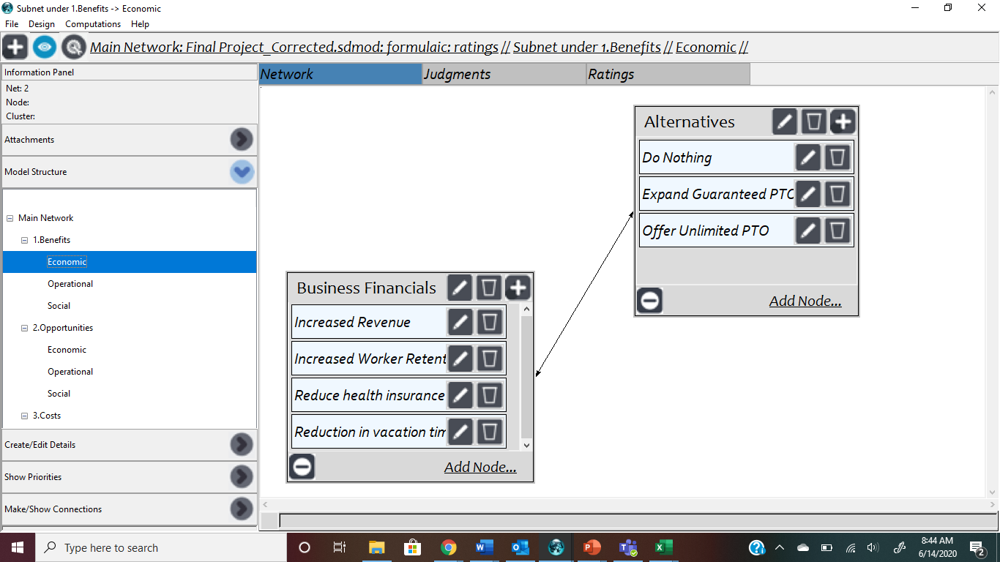 Subnet under 1.Benefits -> Economic
File Design Computations Help
Main Network: Final Project_Corrected.sdmod: formulaic: ratings // Subnet under 1.Benefits // Economic //
Information Panel
Net: 2
Node:
Cluster:
Attachments
Model Structure
Main Network
1.Benefits
Economic
Operational
Social
2.Opportunities
Economic
Operational
Social
3.Costs
Create/Edit Details
Show Priorities
Make/Show Connections
Network Judgments Ratings
Alternatives
Do Nothing
Expand Guaranteed PTO
Offer Unlimited PTO
Add Node...
Business Financials
Increased Revenue
Increased Worker Retent
Reduce health insurance
Reduction in vacation tim
Add Node...
Type here to search
8:44 AM
6/14/2020
2